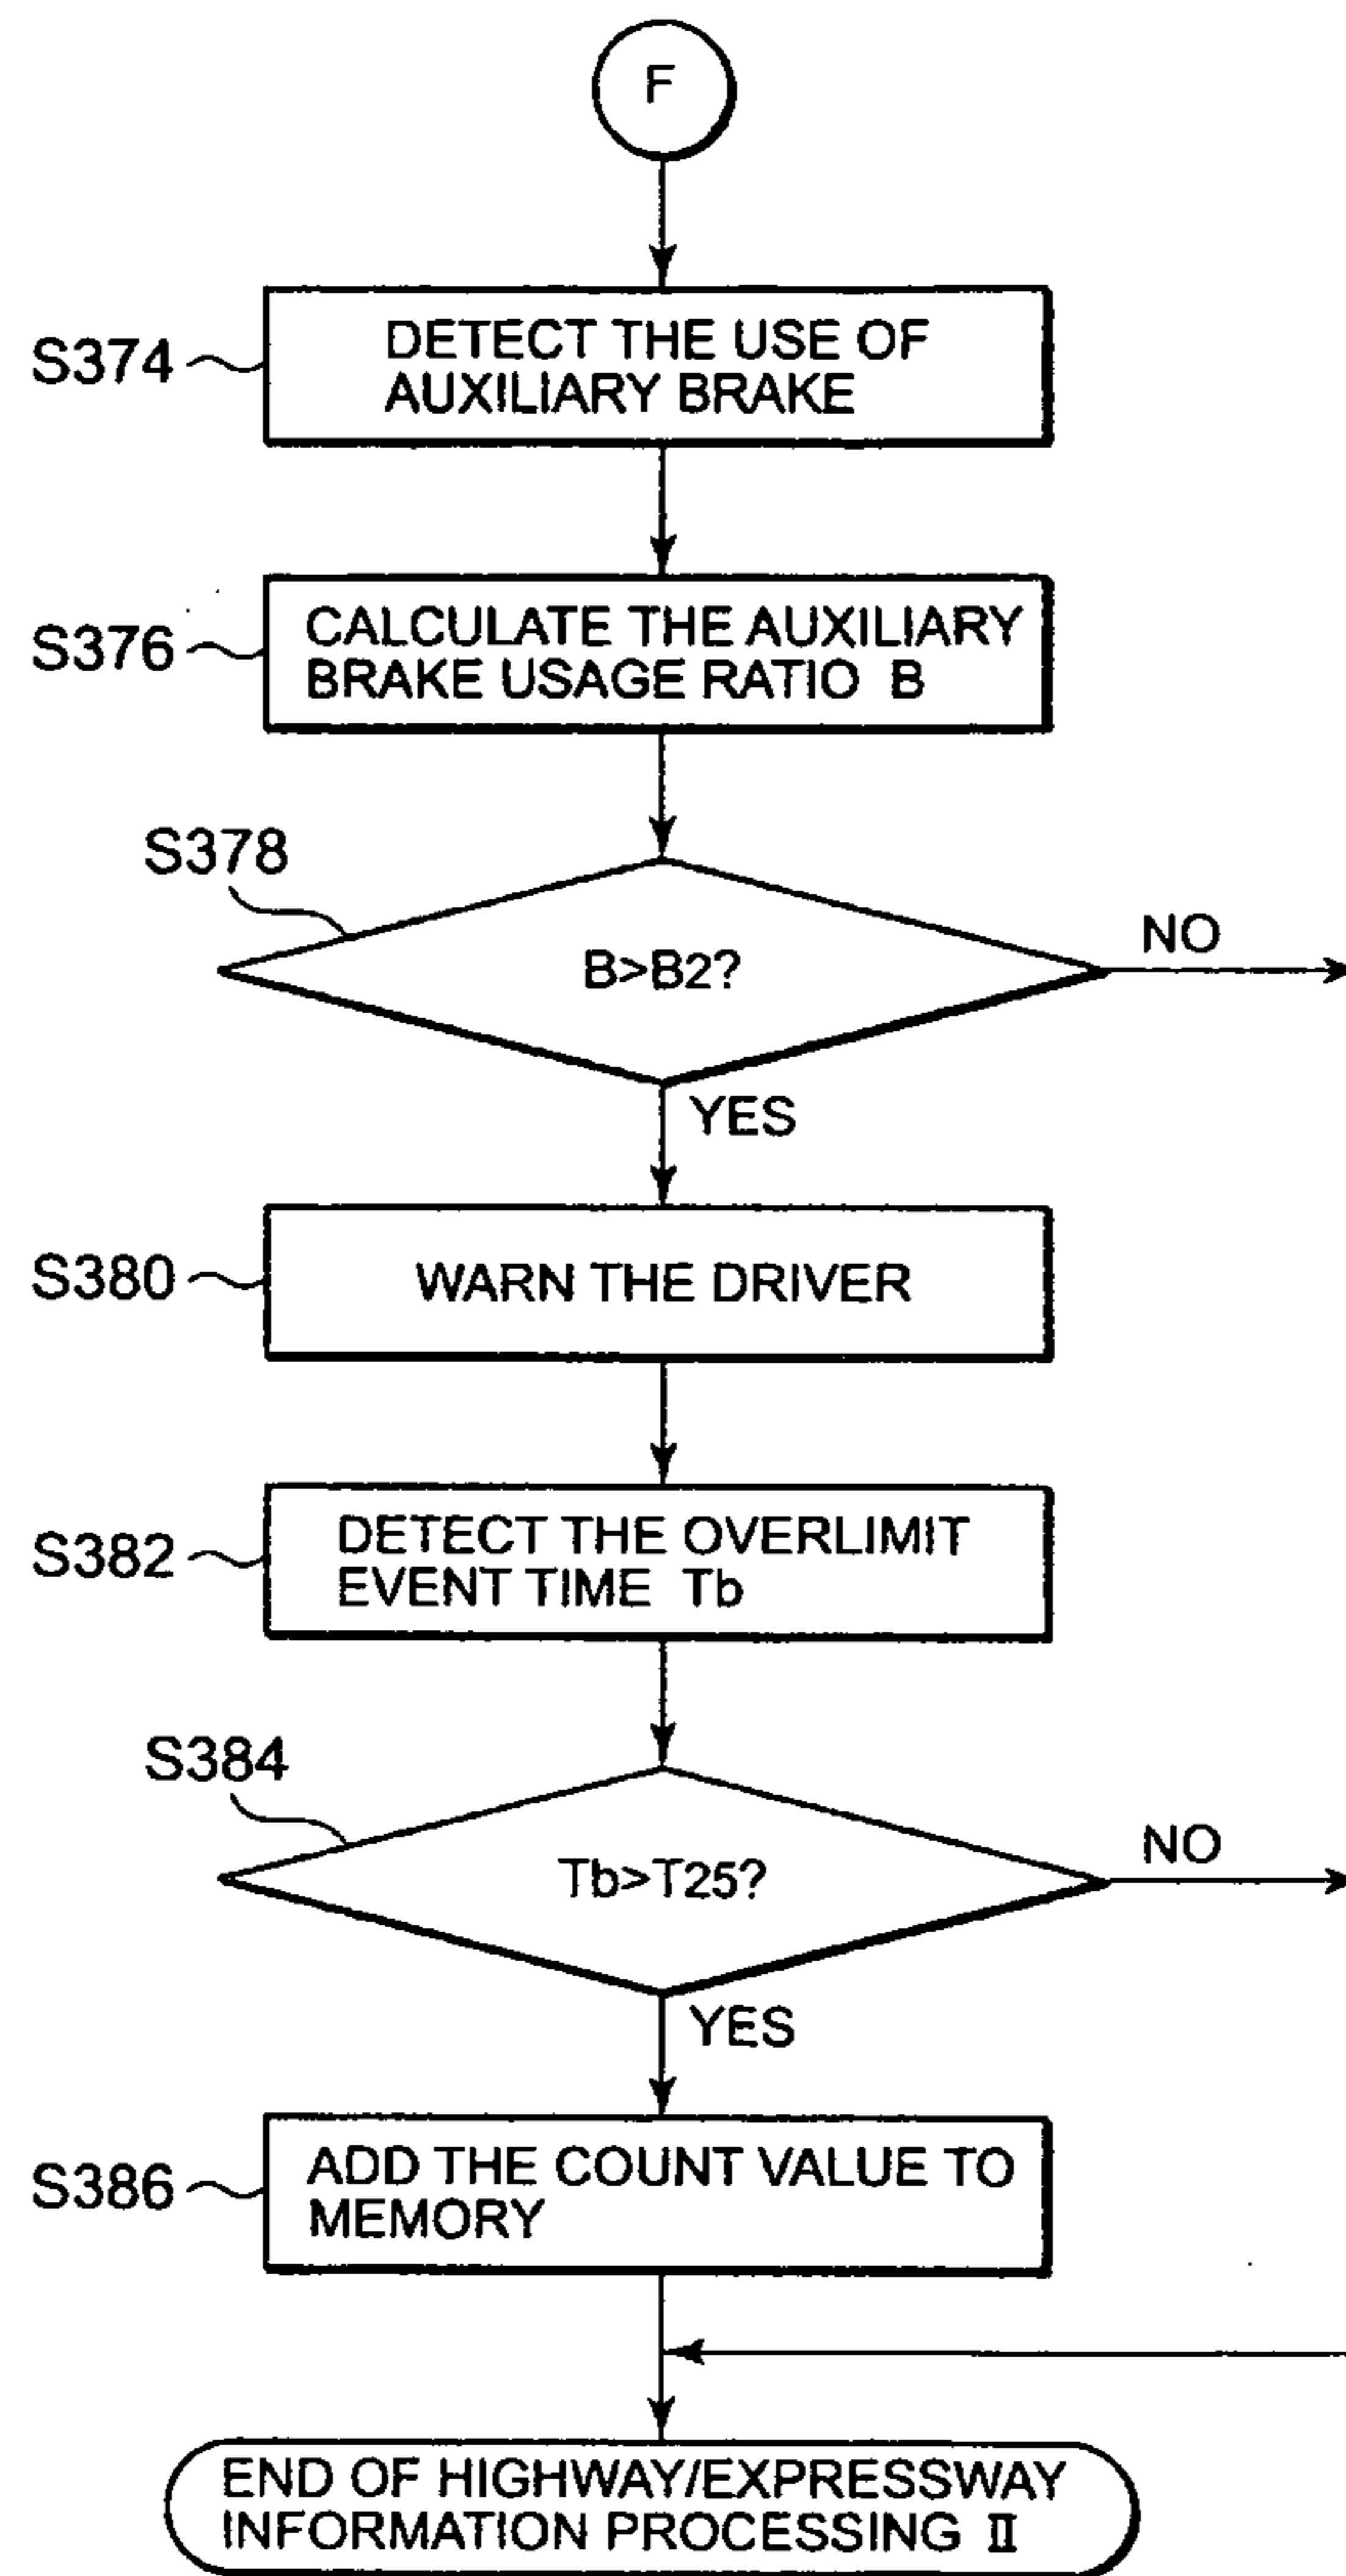 F
S374
DETECT THE USE OF
AUXILIARY BRAKE
S376
CALCULATE THE AUXILIARY
BRAKE USAGE RATIO B
S378
B>B2?
NO
YES
S380
WARN THE DRIVER
S382
DETECT THE OVERLIMIT
EVENT TIME Tb
S384
Tb>T25?
NO
YES
S386
ADD THE COUNT VALUE TO
MEMORY
END OF HIGHWAY/EXPRESSWAY
INFORMATION PROCESSING II